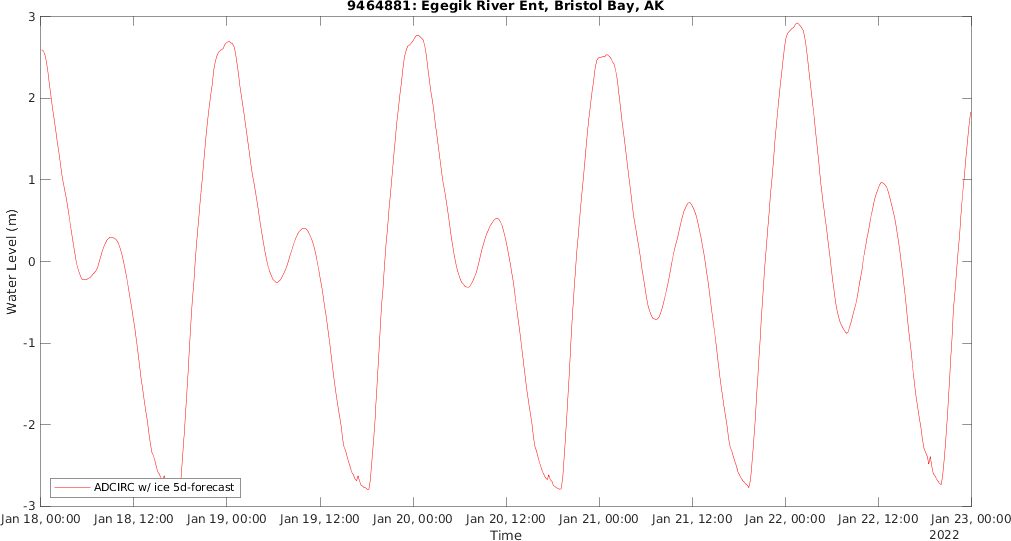 9464881: Egegik River Ent, Bristol Bay, AK
3
2
1
0
-1
-2
-3
Water Level (m)
ADCIRC w/ ice 5d-forecast
Jan 18, 00:00 Jan 18, 12:00 Jan 19, 00:00 Jan 19, 12:00 Jan 20, 00:00 Jan 20, 12:00 Jan 21, 00:00 Jan 21, 12:00 Jan 22, 00:00 Jan 22, 12:00 Jan 23, 00:00
Time
2022